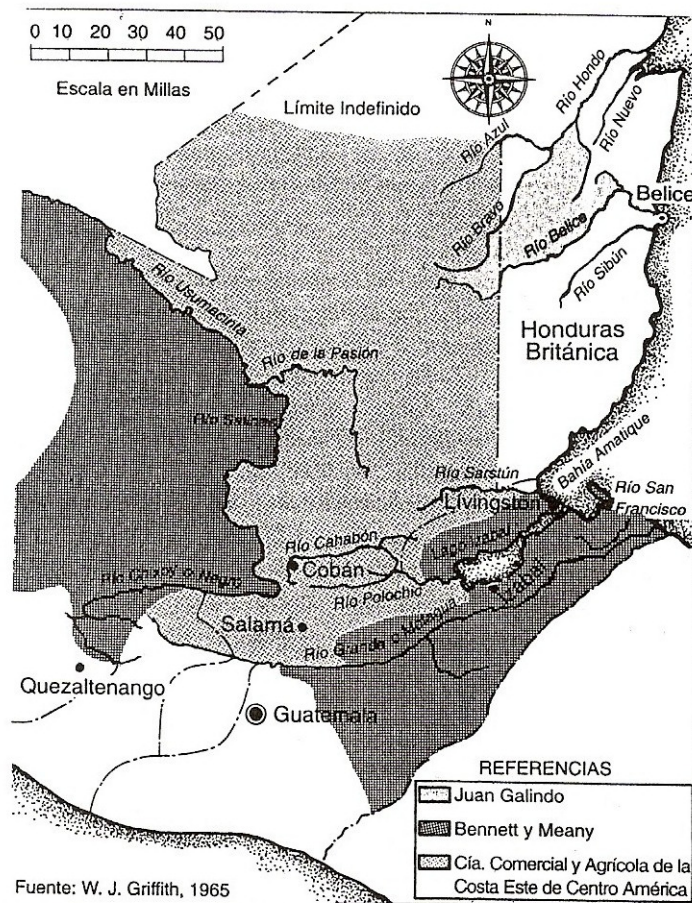 0 10 20 30 40 50
Escala en Millas
N
Límite Indefinido
Río Hondo
Río Nuevo
Río Azul
Río Bravo
Belice
Río Belice
Río Sibún
Honduras
Británica
Río Usumacinta
Río de la Pasión
Río Salinas
Bahía Amatique
Río Sarstún
Livingston
Río San
Francisco
Lago Izabal
Río Cahabón
Cobán
Río Chixoy o Negro
Río Polochic
Izabal
Salamá
Río Grande o Motagua
Quezaltenango
Guatemala
REFERENCIAS
Juan Galindo
Bennett y Meany
Cía. Comercial y Agrícola de la
Costa Este de Centro América
Fuente: W. J. Griffith, 1965